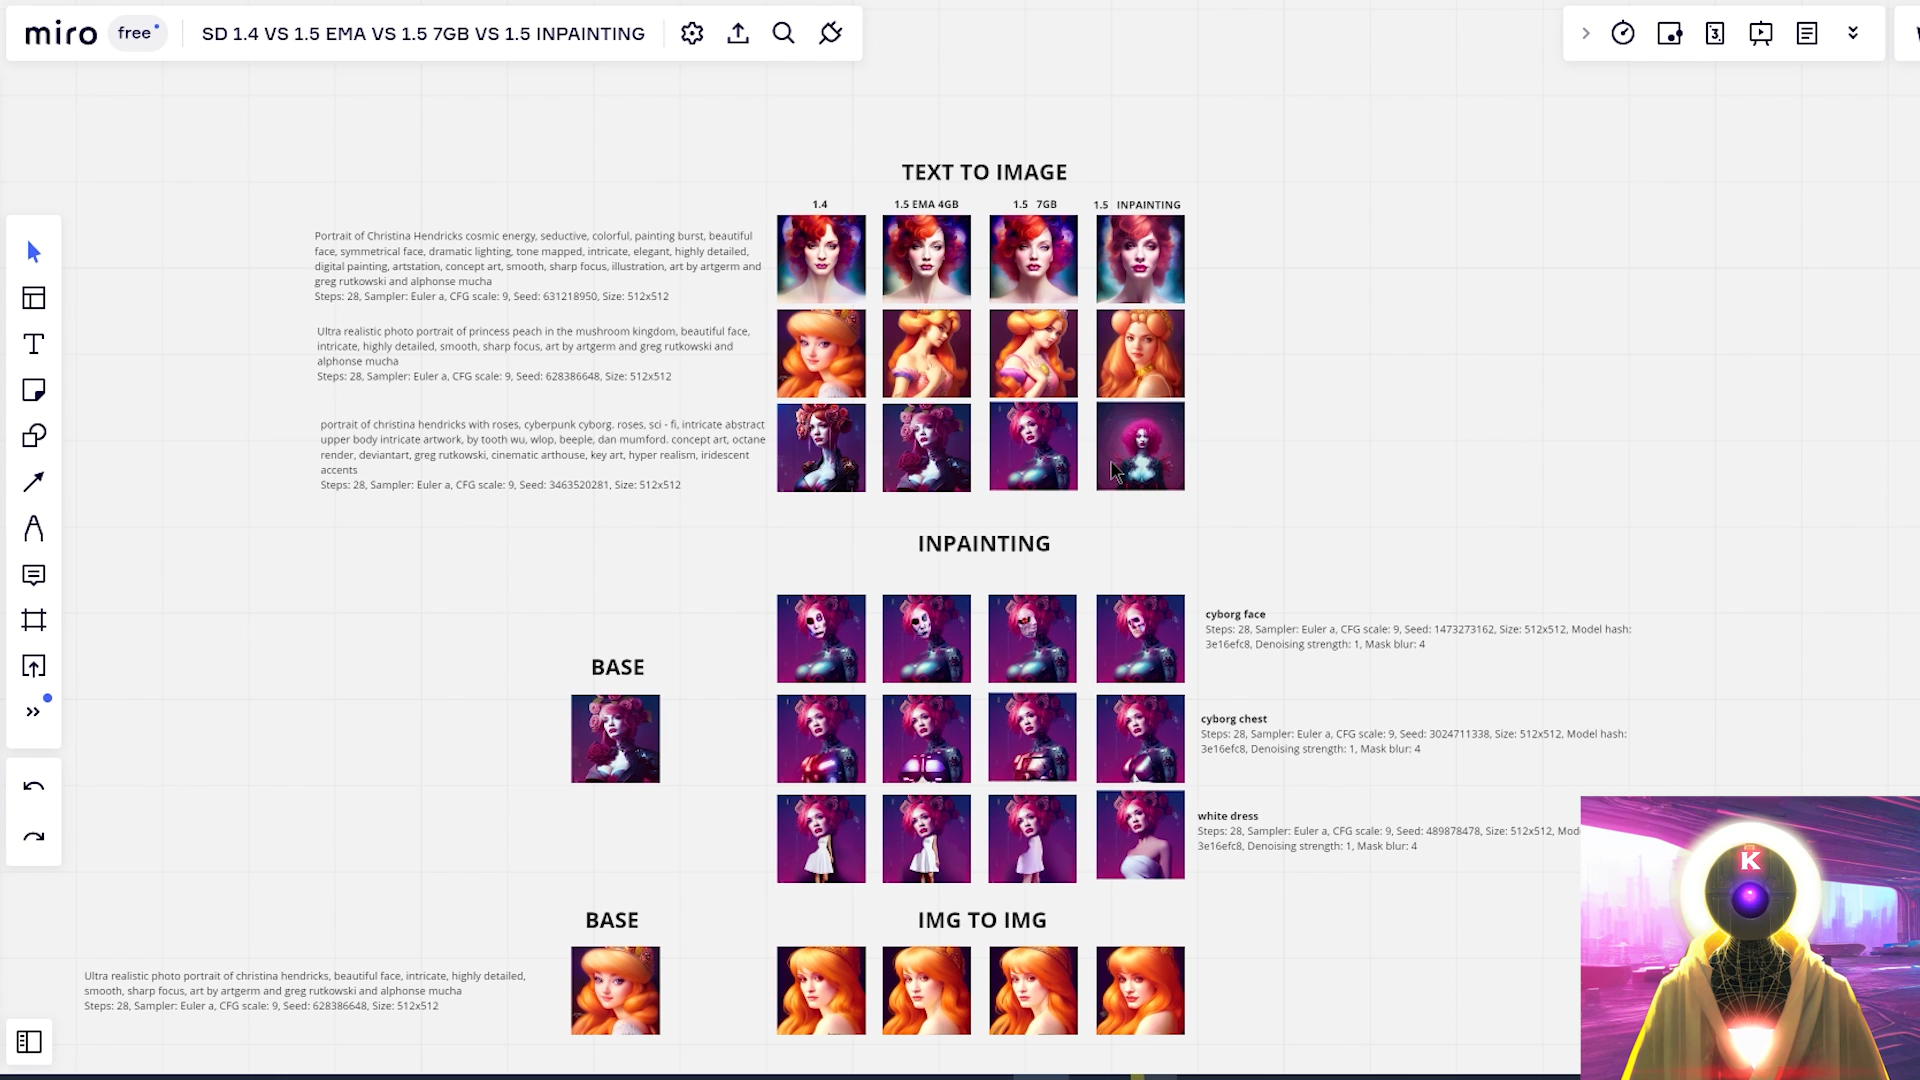 miro free SD 1.4 VS 1.5 EMA VS 1.5 7GB VS 1.5 INPAINTING
TEXT TO IMAGE
1.4 1.5 EMA 4GB 1.5 7GB 1.5 INPAINTING
Portrait of Christina Hendricks cosmic energy, seductive, colorful, painting burst, beautiful
face, symmetrical face, dramatic lighting, tone mapped, intricate, elegant, highly detailed,
digital painting, artstation, concept art, smooth, sharp focus, illustration, art by artgerm and
greg rutkowski and alphonse mucha
Steps: 28, Sampler: Euler a, CFG scale: 9, Seed: 631218950, Size: 512x512
Ultra realistic photo portrait of princess peach in the mushroom kingdom, beautiful face,
intricate, highly detailed, smooth, sharp focus, art by artgerm and greg rutkowski and
alphonse mucha
Steps: 28, Sampler: Euler a, CFG scale: 9, Seed: 628386648, Size: 512x512
portrait of christina hendricks with roses, cyberpunk cyborg. roses, sci - fi, intricate abstract
upper body intricate artwork, by tooth wu, wlop, beeple, dan mumford. concept art, octane
render, deviantart, greg rutkowski, cinematic arthouse, key art, hyper realism, iridescent
accents
Steps: 28, Sampler: Euler a, CFG scale: 9, Seed: 3463520281, Size: 512x512
INPAINTING
BASE
cyborg face
Steps: 28, Sampler: Euler a, CFG scale: 9, Seed: 1473273162, Size: 512x512, Model hash:
3e16efc8, Denoising strength: 1, Mask blur: 4
cyborg chest
Steps: 28, Sampler: Euler a, CFG scale: 9, Seed: 3024711338, Size: 512x512, Model hash:
3e16efc8, Denoising strength: 1, Mask blur: 4
white dress
Steps: 28, Sampler: Euler a, CFG scale: 9, Seed: 489878478, Size: 512x512, Mod
3e16efc8, Denoising strength: 1, Mask blur: 4
K
BASE
IMG TO IMG
Ultra realistic photo portrait of christina hendricks, beautiful face, intricate, highly detailed,
smooth, sharp focus, art by artgerm and greg rutkowski and alphonse mucha
Steps: 28, Sampler: Euler a, CFG scale: 9, Seed: 628386648, Size: 512x512